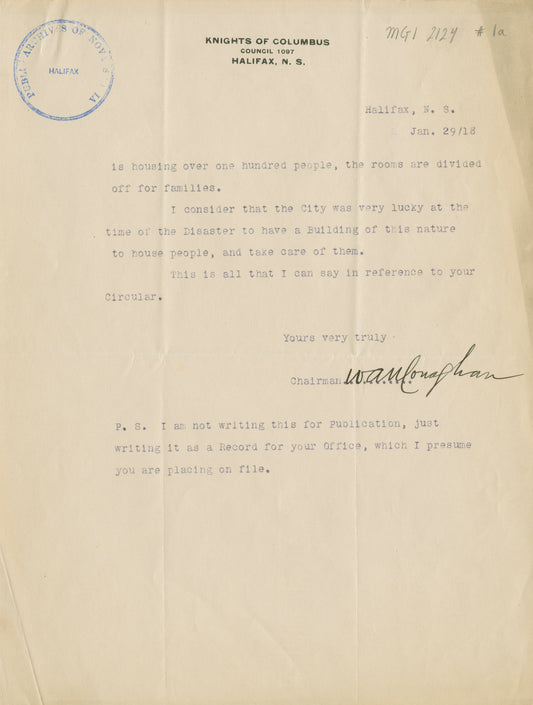 PUBLIC ARCHIVES OF NOVA SCOTIA
HALIFAX
KNIGHTS OF COLUMBUS
COUNCIL 1097
HALIFAX, N. S.
MG1 2124 #1a
Halifax, N. S.
Jan. 29/18
is housing over one hundred people, the rooms are divided
off for families.
I consider that the City was very lucky at the
time of the Disaster to have a Building of this nature
to house people, and take care of them.
This is all that I can say in reference to your
Circular.
Yours very truly
Chairman.......
P. S. I am not writing this for Publication, just
writing it as a Record for your Office, which I presume
you are placing on file.